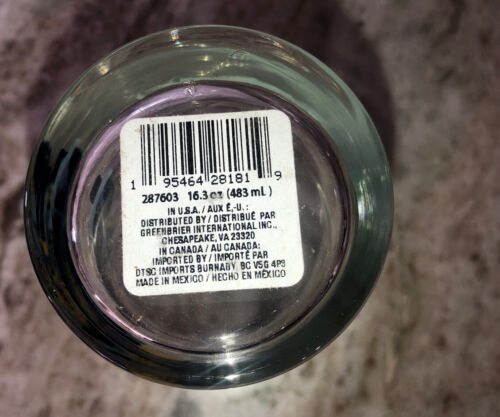 1 95464 28181 9
287603 16.3 oz (483 mL)
IN U.S.A. / AUX É.-U.:
DISTRIBUTED BY / DISTRIBUÉ PAR
GREENBRIER INTERNATIONAL INC.,
CHESAPEAKE, VA 23320
IN CANADA / AU CANADA:
IMPORTED BY / IMPORTÉ PAR
DTSC IMPORTS BURNABY, BC V5G 4P3
MADE IN MEXICO / HECHO EN MÉXICO